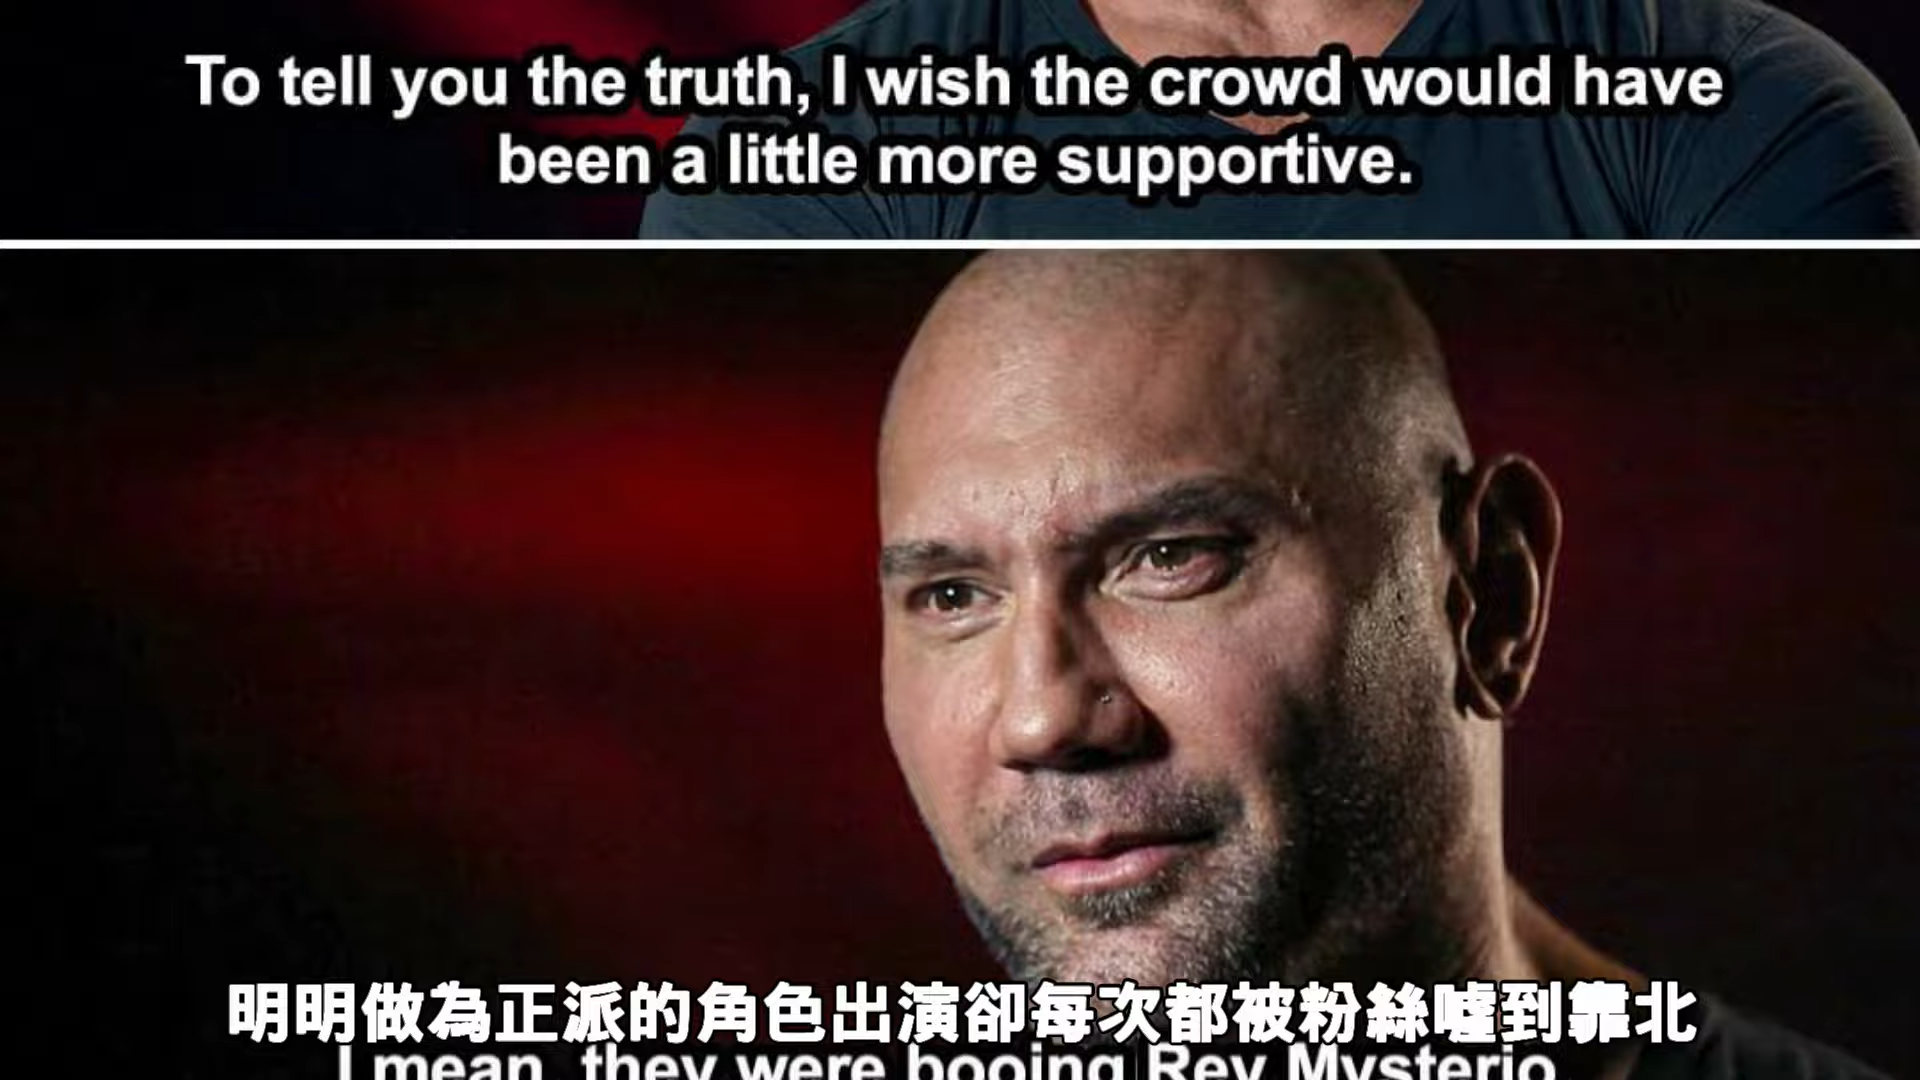 To tell you the truth, I wish the crowd would have
been a little more supportive.
明明做為正派的角色出演卻每次都被粉絲噓到靠北
I mean, they were booing Rey Mysterio.